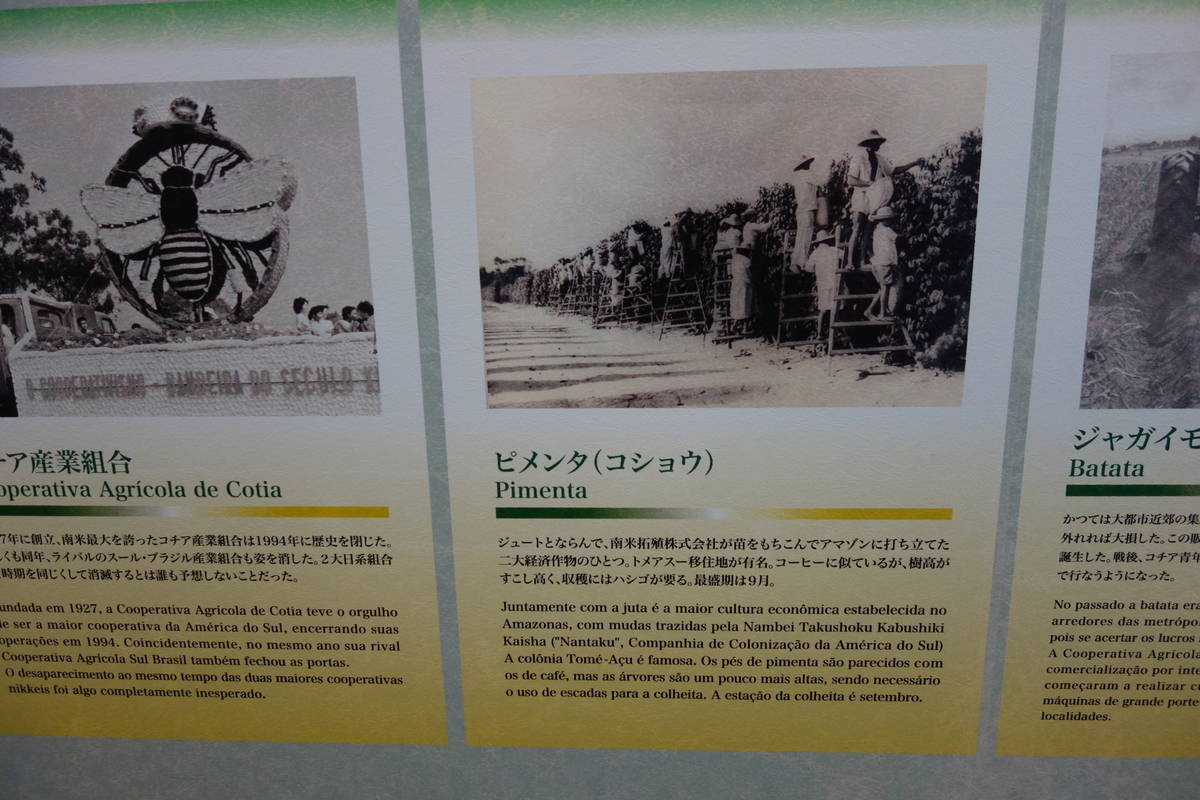 O COOPERATIVISMO - BANDEIRA DO SECULO
ア産業組合
operativa Agrícola de Cotia
7年に創立、南米最大を誇ったコチア産業組合は1994年に歴史を閉じた。
くも同年、ライバルのスール・ブラジル産業組合も姿を消した。2大日系組合
時期を同じくして消滅するとは誰も予想しないことだった。
undada em 1927, a Cooperativa Agrícola de Cotia teve o orgulho
e ser a maior cooperativa da América do Sul, encerrando suas
operações em 1994. Coincidentemente, no mesmo ano sua rival
Cooperativa Agrícola Sul Brasil também fechou as portas.
O desaparecimento ao mesmo tempo das duas maiores cooperativas
nikkeis foi algo completamente inesperado.
ピメンタ(コショウ)
Pimenta
ジュートとならんで、南米拓殖株式会社が苗をもちこんでアマゾンに打ち立てた
二大経済作物のひとつ。トメアスー移住地が有名。コーヒーに似ているが、樹高が
すこし高く、収穫にはハシゴが要る。最盛期は9月。
Juntamente com a juta é a maior cultura econômica estabelecida no
Amazonas, com mudas trazidas pela Nambei Takushoku Kabushiki
Kaisha ("Nantaku", Companhia de Colonização da América do Sul)
A colônia Tomé-Açu é famosa. Os pés de pimenta são parecidos com
os de café, mas as árvores são um pouco mais altas, sendo necessário
o uso de escadas para a colheita. A estação da colheita é setembro.
ジャガイモ
Batata
かつては大都市近郊の集
外れれば大損した。この販
誕生した。戦後、コチア青年
で行なうようになった。
No passado a batata era
arredores das metrópol
pois se acertar os lucros
A Cooperativa Agrícola
comercialização por inte
começaram a realizar cu
máquinas de grande porte
localidades.